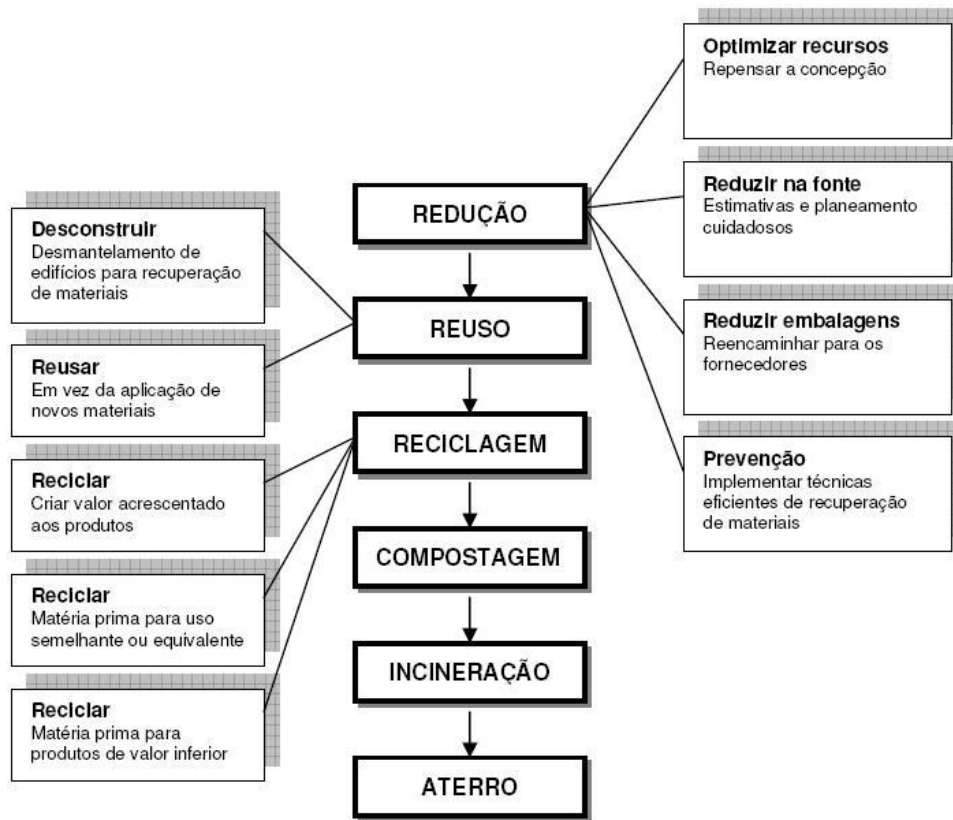 Optimizar recursos
Repensar a concepção
REDUÇÃO
Reduzir na fonte
Estimativas e planeamento
cuidadosos
Desconstruir
Desmantelamento de
edifícios para recuperação
de materiais
REUSO
Reduzir embalagens
Reencaminhar para os
fornecedores
Reusar
Em vez da aplicação de
novos materiais
RECICLAGEM
Prevenção
Implementar técnicas
eficientes de recuperação
de materiais
Reciclar
Criar valor acrescentado
aos produtos
COMPOSTAGEM
Reciclar
Matéria prima para uso
semelhante ou equivalente
INCINERAÇÃO
Reciclar
Matéria prima para
produtos de valor inferior
ATERRO